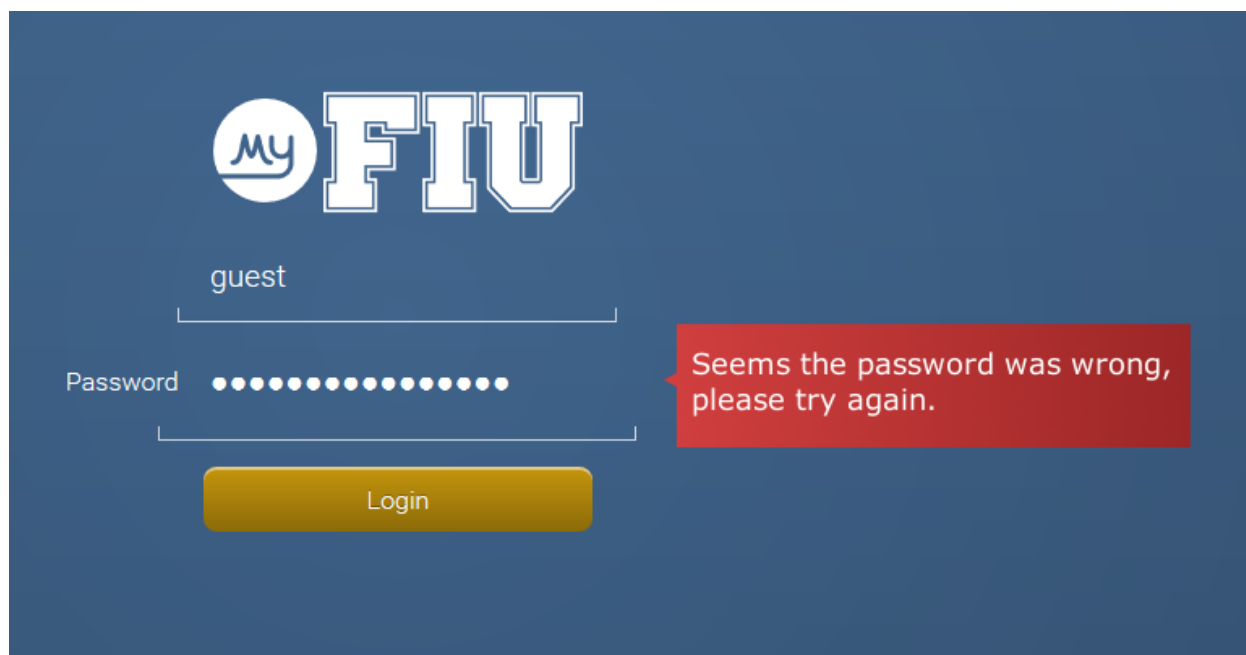 My FIU
guest
Password ●●●●●●●●●●●●●●●●
Seems the password was wrong,
please try again.
Login